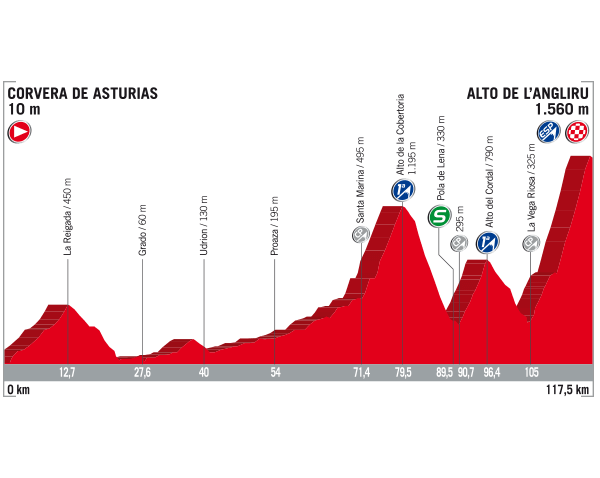 CORVERA DE ASTURIAS
10 m
ALTO DE L'ANGLIRU
1.560 m
ESP
La Reigada / 450 m
Grado / 60 m
Udrion / 130 m
Proaza / 195 m
Santa Marina / 495 m
Alto de la Cobertoria
1.195 m
1ª
Pola de Lena / 330 m
S
295 m
Alto del Cordal / 790 m
1ª
La Vega Riosa / 325 m
12,7
27,6
40
54
71,4
79,5
89,5
90,7
96,4
105
0 km
117,5 km